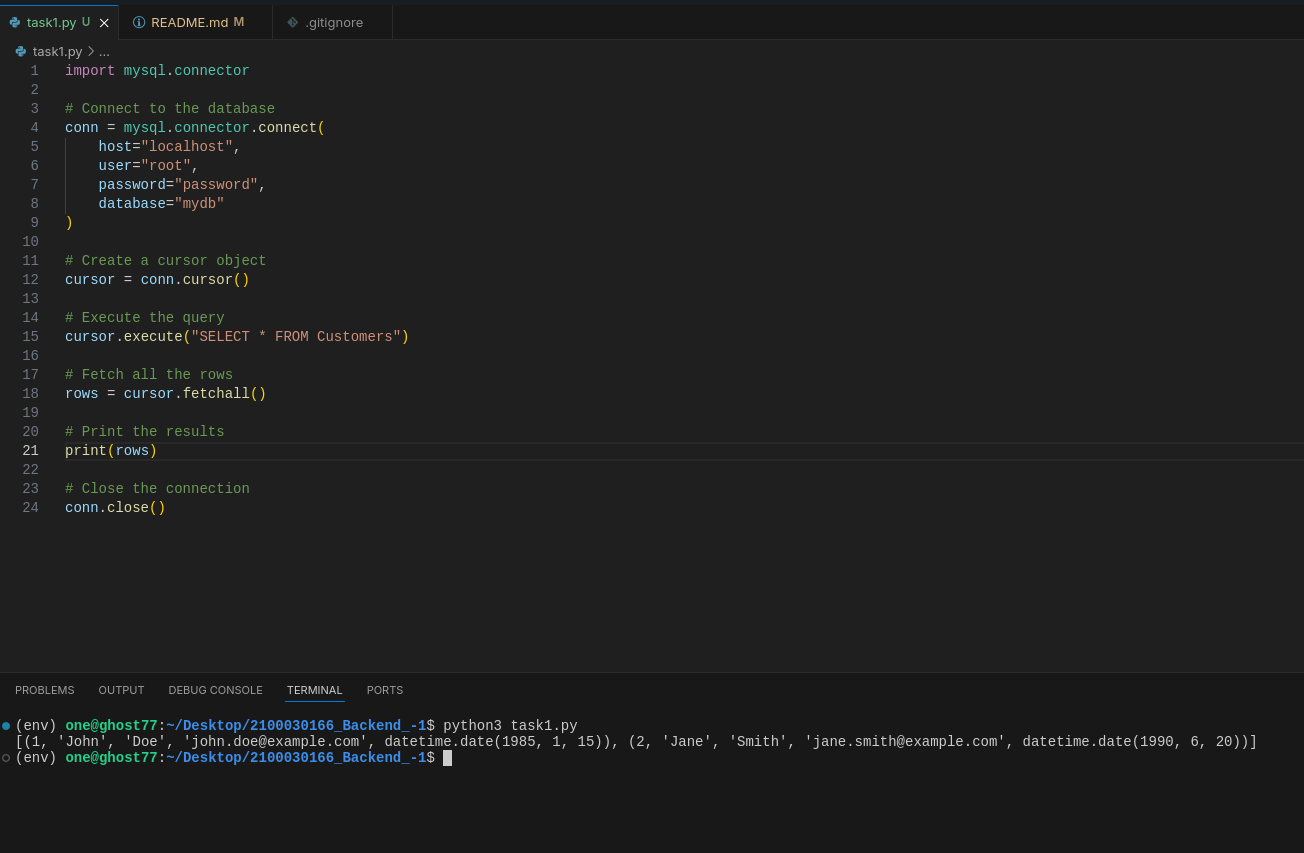 task1.py U README.md M .gitignore
task1.py > ...
1 import mysql.connector
2
3 # Connect to the database
4 conn = mysql.connector.connect(
5     host="localhost",
6     user="root",
7     password="password",
8     database="mydb"
9 )
10
11 # Create a cursor object
12 cursor = conn.cursor()
13
14 # Execute the query
15 cursor.execute("SELECT * FROM Customers")
16
17 # Fetch all the rows
18 rows = cursor.fetchall()
19
20 # Print the results
21 print(rows)
22
23 # Close the connection
24 conn.close()
PROBLEMS OUTPUT DEBUG CONSOLE TERMINAL PORTS
(env) one@ghost77:~/Desktop/2100030166_Backend_-1$ python3 task1.py
[(1, 'John', 'Doe', 'john.doe@example.com', datetime.date(1985, 1, 15)), (2, 'Jane', 'Smith', 'jane.smith@example.com', datetime.date(1990, 6, 20))]
(env) one@ghost77:~/Desktop/2100030166_Backend_-1$